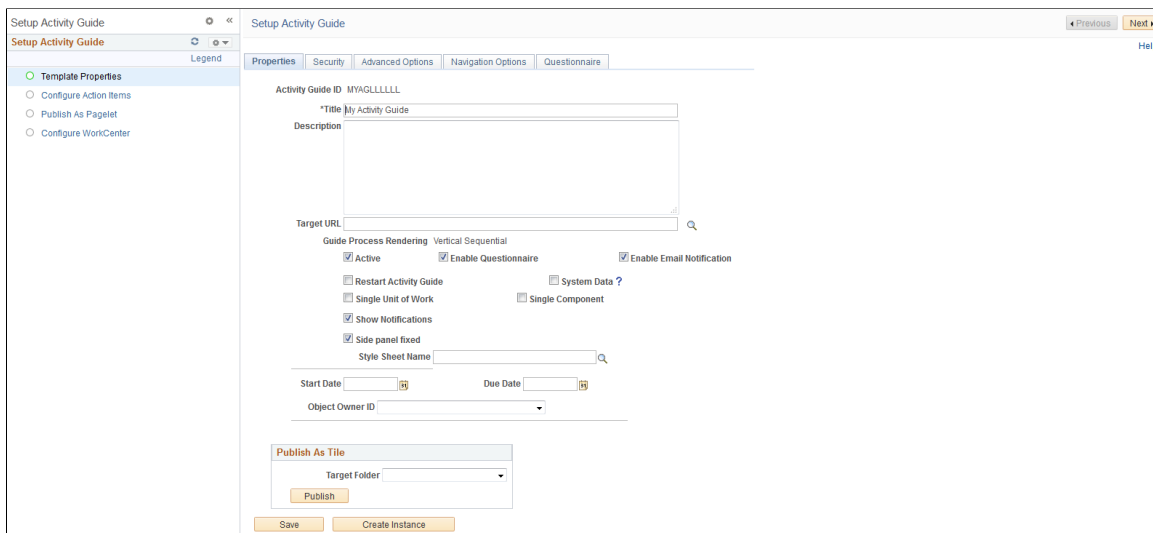 Setup Activity Guide
Setup Activity Guide
Legend
Template Properties
Configure Action Items
Publish As Pagelet
Configure WorkCenter
Setup Activity Guide
Previous Next
Hel
Properties Security Advanced Options Navigation Options Questionnaire
Activity Guide ID MYAGLLLLLL
*Title My Activity Guide
Description
Target URL
Guide Process Rendering Vertical Sequential
Active Enable Questionnaire Enable Email Notification
Restart Activity Guide System Data ?
Single Unit of Work Single Component
Show Notifications
Side panel fixed
Style Sheet Name
Start Date Due Date
Object Owner ID
Publish As Tile
Target Folder
Publish
Save Create Instance